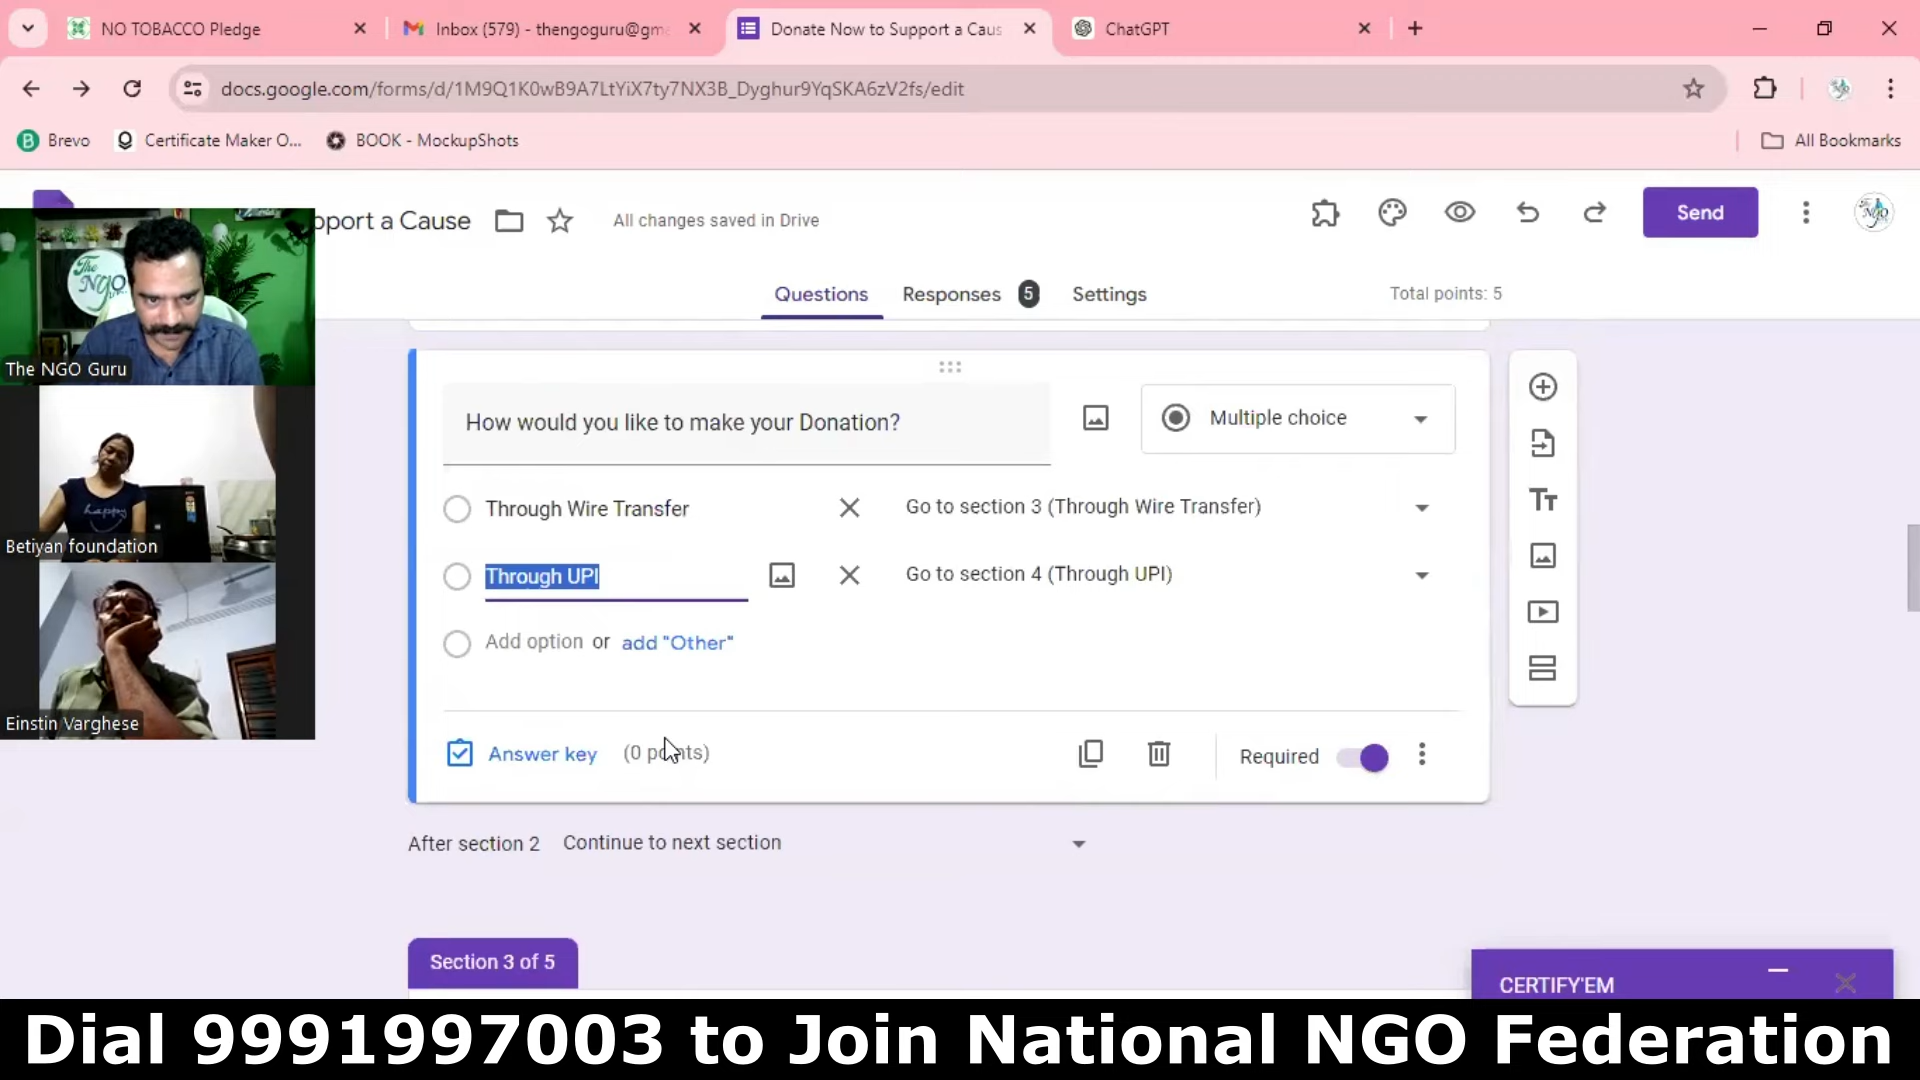 NO TOBACCO Pledge
Inbox (579) - thengoguru@gm
Donate Now to Support a Caus
ChatGPT
docs.google.com/forms/d/1M9Q1K0wB9A7LtYiX7ty7NX3B_Dyghur9YqSKA6zV2fs/edit
B Brevo
Certificate Maker O...
BOOK - MockupShots
All Bookmarks
pport a Cause
All changes saved in Drive
Send
Questions
Responses 5
Settings
Total points: 5
The NGO
The NGO Guru
How would you like to make your Donation?
Multiple choice
Through Wire Transfer
Go to section 3 (Through Wire Transfer)
Through UPI
Go to section 4 (Through UPI)
Add option or add "Other"
happy
Betiyan foundation
Einstin Varghese
Answer key (0 points)
Required
After section 2 Continue to next section
Section 3 of 5
CERTIFY'EM
Dial 9991997003 to Join National NGO Federation